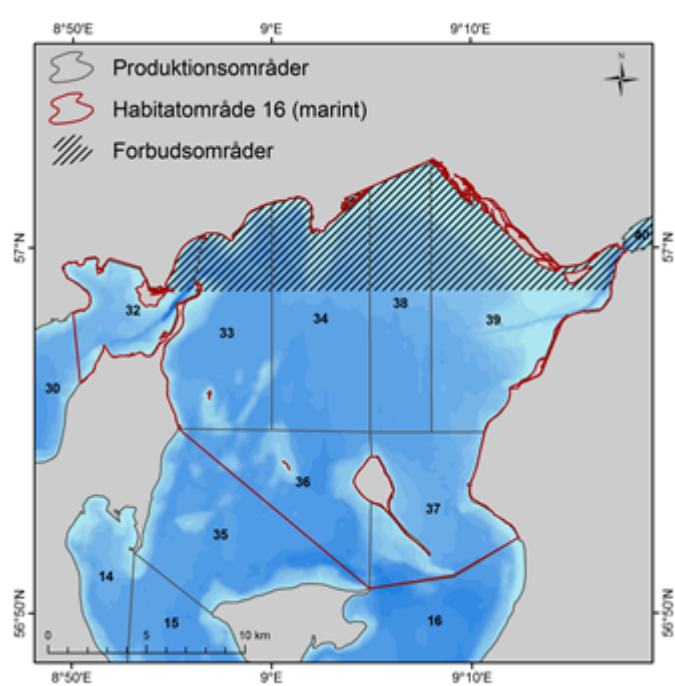 8°50'E 9°E 9°10'E
N
Produktionsområder
Habitatområde 16 (marint)
Forbudsområder
57°N 57°N
40
32
33 34 38 39
30
36
37
35
14
15 16
0 5 10 km
56°50'N 56°50'N
8°50'E 9°E 9°10'E